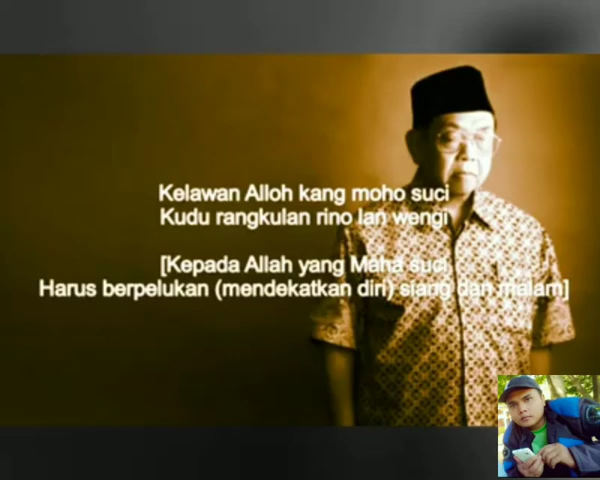 Kelawan Alloh kang moho suci
Kudu rangkulan rino lan wengi
[Kepada Allah yang Maha suci,
Harus berpelukan (mendekatkan diri) siang dan malam]